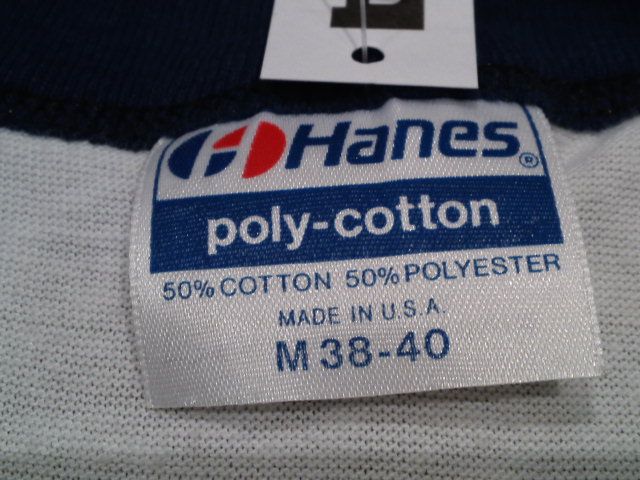 Hanes®
poly-cotton
50% COTTON 50% POLYESTER
MADE IN U.S.A.
M 38-40